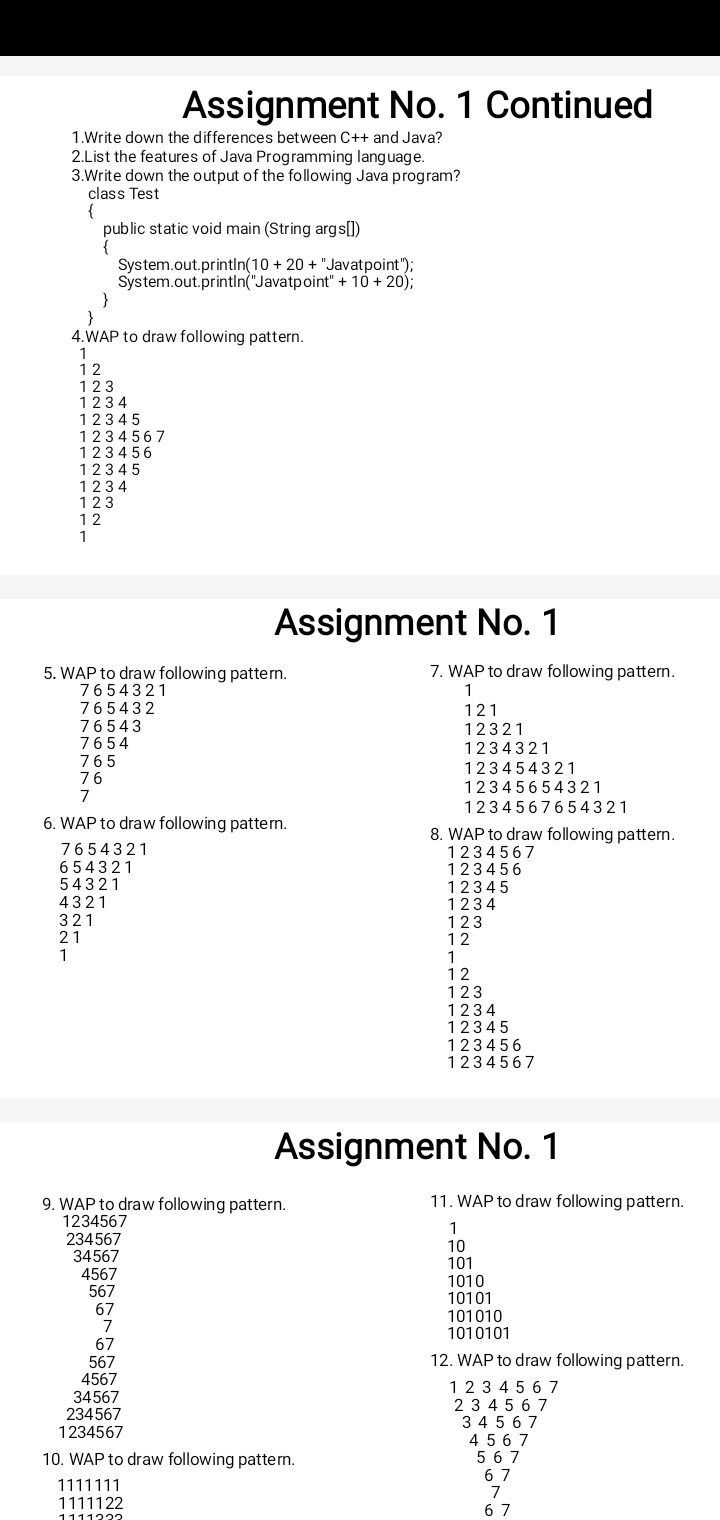 Assignment No. 1 Continued
1.Write down the differences between C++ and Java?
2.List the features of Java Programming language.
3.Write down the output of the following Java program?
class Test
{
public static void main (String args[])
{
System.out.println(10 + 20 + "Javatpoint");
System.out.println("Javatpoint" + 10 + 20);
}
}
4.WAP to draw following pattern.
1
1 2
1 2 3
1 2 3 4
1 2 3 4 5
1 2 3 4 5 6 7
1 2 3 4 5 6
1 2 3 4 5
1 2 3 4
1 2 3
1 2
1
Assignment No. 1
5. WAP to draw following pattern.
7 6 5 4 3 2 1
7 6 5 4 3 2
7 6 5 4 3
7 6 5 4
7 6 5
7 6
7
6. WAP to draw following pattern.
7 6 5 4 3 2 1
6 5 4 3 2 1
5 4 3 2 1
4 3 2 1
3 2 1
2 1
1
7. WAP to draw following pattern.
1
1 2 1
1 2 3 2 1
1 2 3 4 3 2 1
1 2 3 4 5 4 3 2 1
1 2 3 4 5 6 5 4 3 2 1
1 2 3 4 5 6 7 6 5 4 3 2 1
8. WAP to draw following pattern.
1 2 3 4 5 6 7
1 2 3 4 5 6
1 2 3 4 5
1 2 3 4
1 2 3
1 2
1
1 2
1 2 3
1 2 3 4
1 2 3 4 5
1 2 3 4 5 6
1 2 3 4 5 6 7
Assignment No. 1
9. WAP to draw following pattern.
1234567
234567
34567
4567
567
67
7
67
567
4567
34567
234567
1234567
10. WAP to draw following pattern.
1111111
1111122
1111333
11. WAP to draw following pattern.
1
10
101
1010
10101
101010
1010101
12. WAP to draw following pattern.
1 2 3 4 5 6 7
2 3 4 5 6 7
3 4 5 6 7
4 5 6 7
5 6 7
6 7
7
6 7